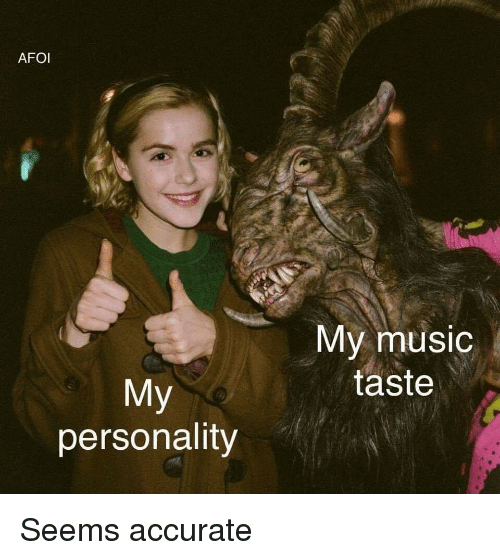 AFOI
My music
taste
My
personality
Seems accurate